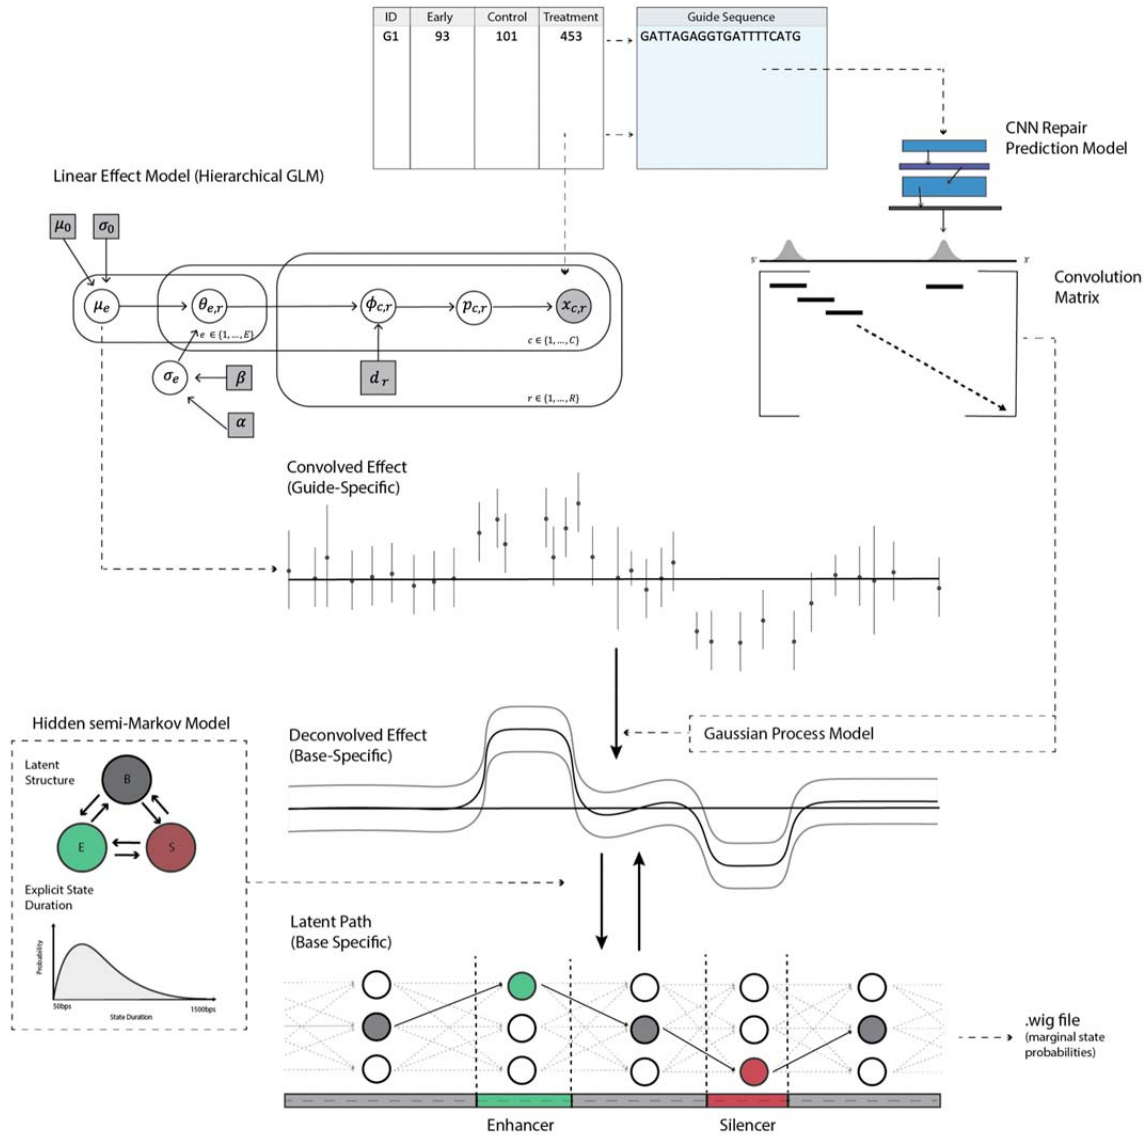 ID Early Control Treatment
G1 93 101 453
Guide Sequence
GATTAGAGGTGATTTTCATG
CNN Repair
Prediction Model
Linear Effect Model (Hierarchical GLM)
μ0 σ0
μe θe,r ϕc,r pc,r xc,r
e ∈ {1, ..., E}
c ∈ {1, ..., C}
σe β dr
r ∈ {1, ..., R}
α
5' 3'
Convolution
Matrix
Convolved Effect
(Guide-Specific)
Hidden semi-Markov Model
Latent
Structure
B
E S
Explicit State
Duration
Probability
50bps 1500bps
State Duration
Deconvolved Effect
(Base-Specific)
Gaussian Process Model
Latent Path
(Base Specific)
.wig file
(marginal state
probabilities)
Enhancer Silencer